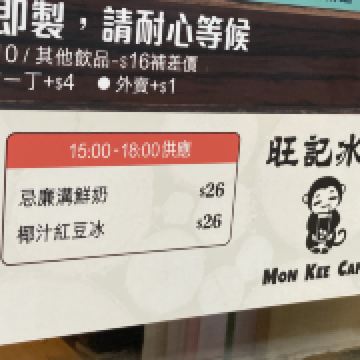 即製，請耐心等候
0 / 其他飲品-$16補差價
一丁+$4 ●外賣+$1
15:00-18:00供應
忌廉溝鮮奶 $26
椰汁紅豆冰 $26
旺記冰
MON KEE CAF